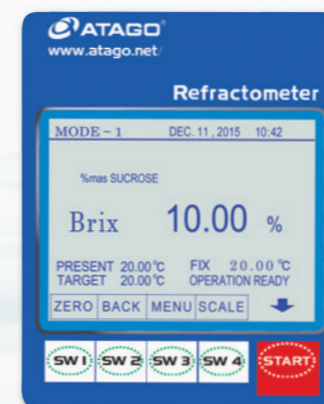 ATAGO®
www.atago.net/
Refractometer
MODE - 1 DEC. 11 , 2015 10:42
%mas SUCROSE
Brix 10.00 %
PRESENT 20.00°C FIX 20.00°C
TARGET 20.00°C OPERATION READY
ZERO BACK MENU SCALE
SW 1 SW 2 SW 3 SW 4 START